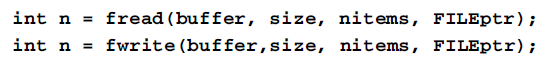 int n = fread(buffer, size, nitems, FILEptr);
int n = fwrite(buffer,size, nitems, FILEptr);